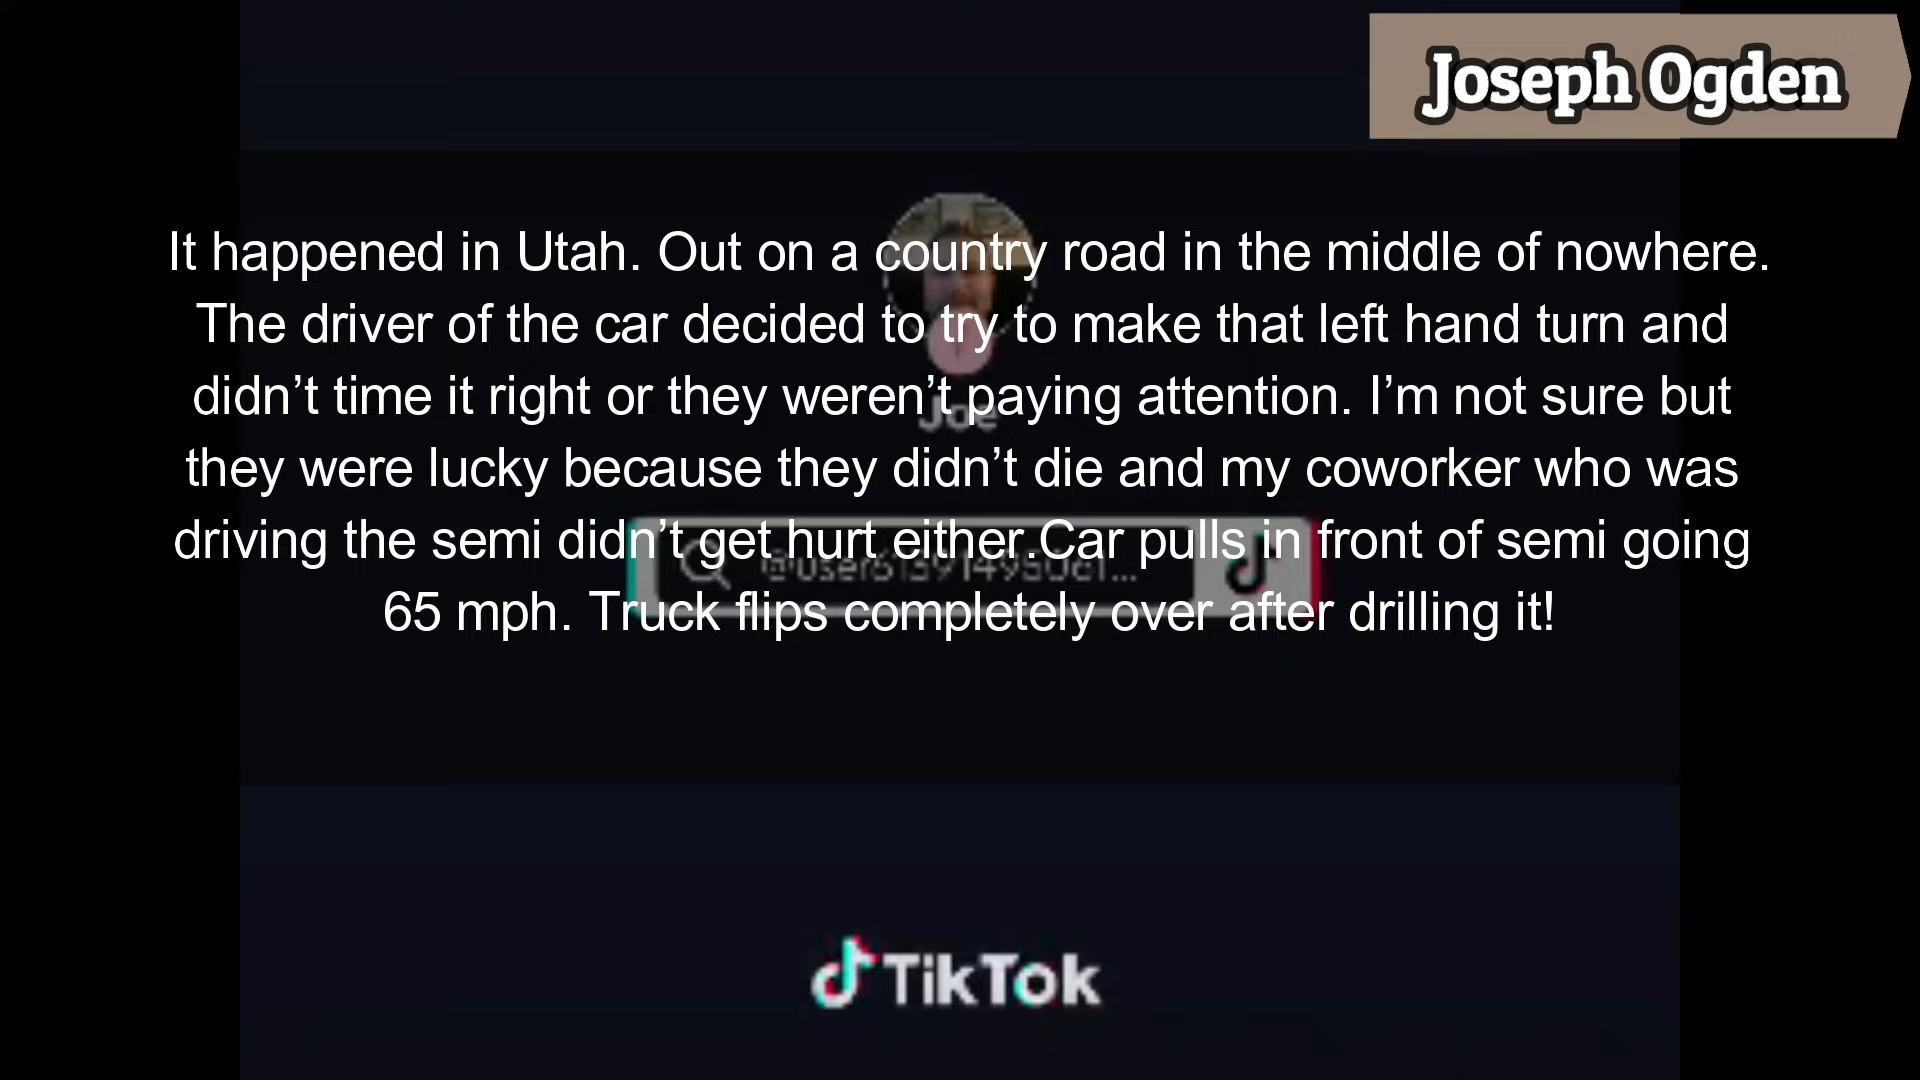 Joseph Ogden
It happened in Utah. Out on a country road in the middle of nowhere.
The driver of the car decided to try to make that left hand turn and
didn’t time it right or they weren’t paying attention. I’m not sure but
they were lucky because they didn’t die and my coworker who was
driving the semi didn’t get hurt either.Car pulls in front of semi going
65 mph. Truck flips completely over after drilling it!
Joe
@user61391495061...
TikTok